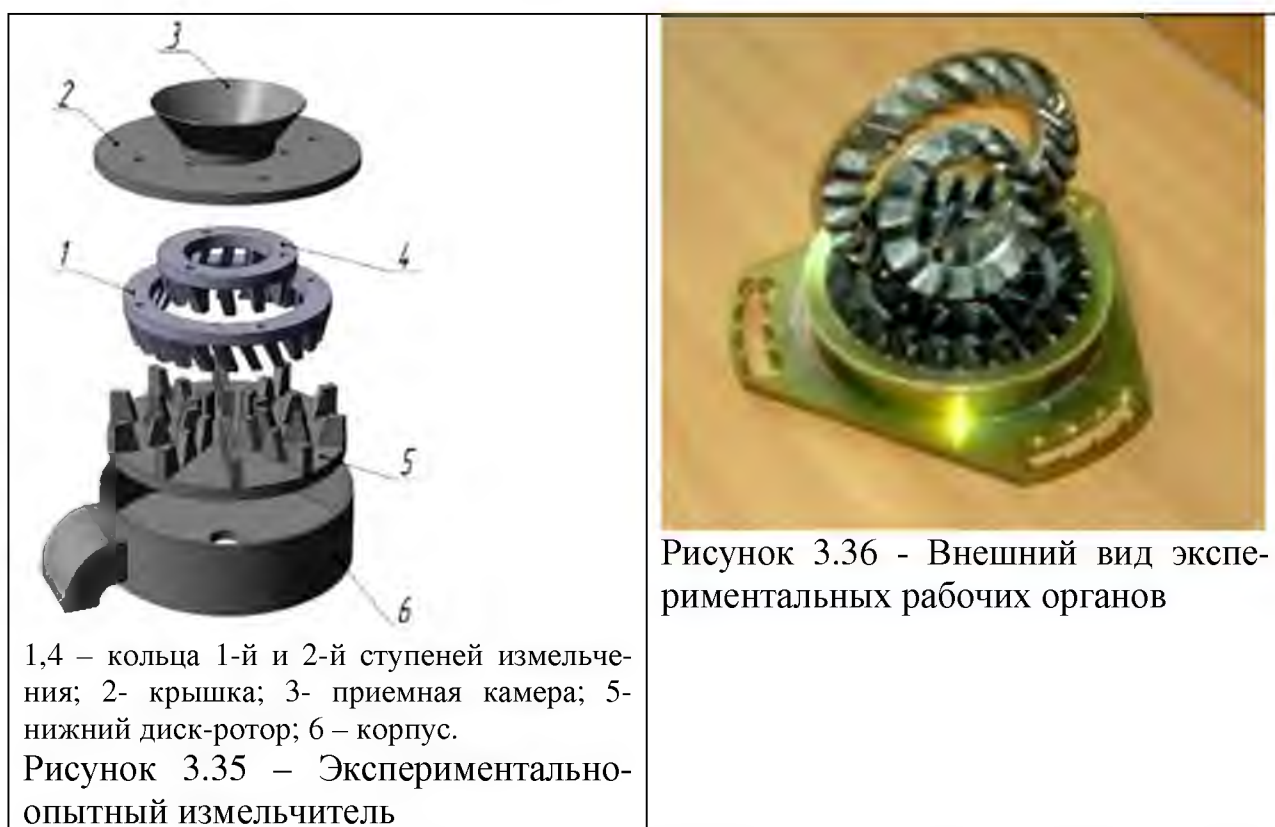 3
2
1
4
5
6
1,4 – кольца 1-й и 2-й ступеней измельче-
ния; 2- крышка; 3- приемная камера; 5-
нижний диск-ротор; 6 – корпус.
Рисунок 3.35 – Экспериментально-
опытный измельчитель
Рисунок 3.36 - Внешний вид экспе-
риментальных рабочих органов